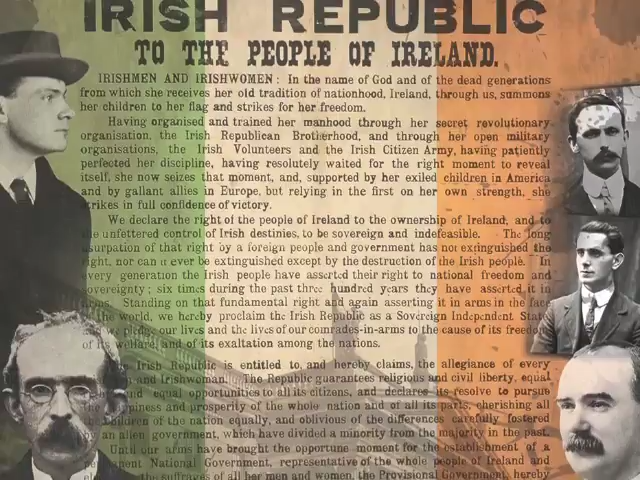 IRISH REPUBLIC
TO THE PEOPLE OF IRELAND.
IRISHMEN AND IRISHWOMEN : In the name of God and of the dead generations
from which she receives her old tradition of nationhood, Ireland, through us, summons
her children to her flag and strikes for her freedom.
Having organised and trained her manhood through her secret revolutionary
organisation, the Irish Republican Brotherhood, and through her open military
organisations, the Irish Volunteers and the Irish Citizen Army, having patiently
perfected her discipline, having resolutely waited for the right moment to reveal
itself, she now seizes that moment, and, supported by her exiled children in America
and by gallant allies in Europe, but relying in the first on her own strength, she
strikes in full confidence of victory.
We declare the right of the people of Ireland to the ownership of Ireland, and to
the unfettered control of Irish destinies, to be sovereign and indefeasible. The long
usurpation of that right by a foreign people and government has not extinguished the
right, nor can it ever be extinguished except by the destruction of the Irish people. In
every generation the Irish people have asserted their right to national freedom and
sovereignty ; six times during the past three hundred years they have asserted it in
arms. Standing on that fundamental right and again asserting it in arms in the face
of the world, we hereby proclaim the Irish Republic as a Sovereign Independent State,
and we pledge our lives and the lives of our comrades-in-arms to the cause of its freedom,
of its welfare, and of its exaltation among the nations.
The Irish Republic is entitled to, and hereby claims, the allegiance of every
and Irishwoman. The Republic guarantees religious and civil liberty, equal
and equal opportunities to all its citizens, and declares its resolve to pursue
happiness and prosperity of the whole nation and of all its parts, cherishing all
children of the nation equally, and oblivious of the differences carefully fostered
by an alien government, which have divided a minority from the majority in the past.
Until our arms have brought the opportune moment for the establishment of a
permanent National Government, representative of the whole people of Ireland and
the suffrages of all her men and women, the Provisional Government, hereby